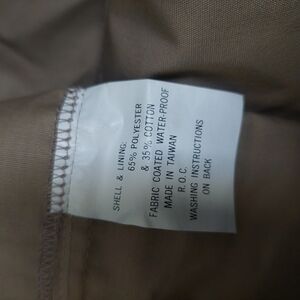 SHELL & LINING:
65% POLYESTER
& 35% COTTON
FABRIC COATED WATER-PROOF
MADE IN TAIWAN
R.O.C.
WASHING INSTRUCTIONS
ON BACK